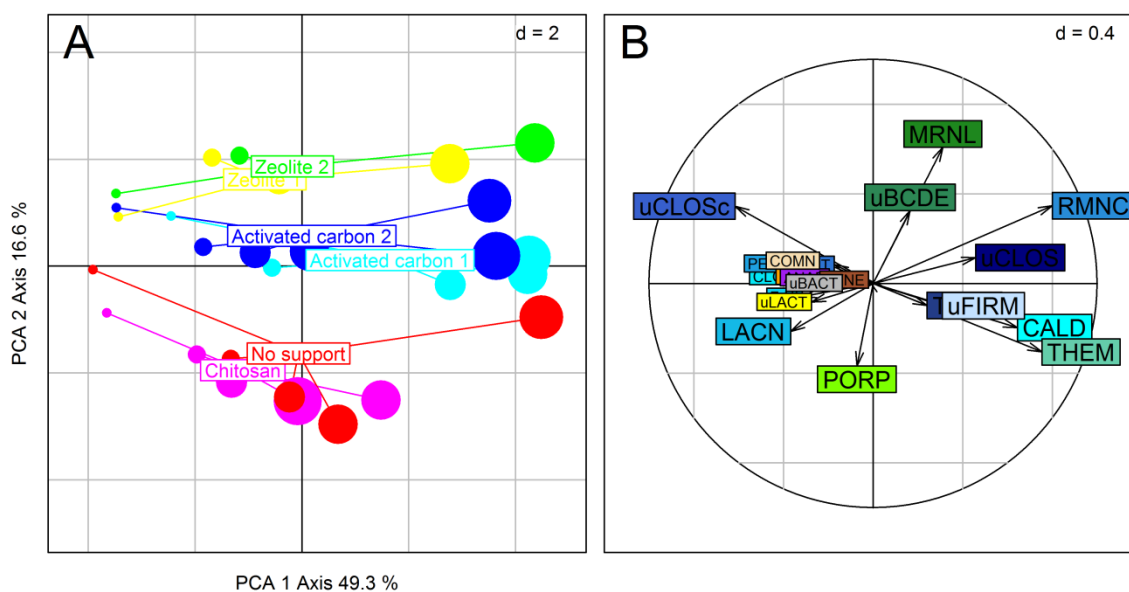 A
d = 2
Zeolite 2
Zeolite 1
Activated carbon 2
Activated carbon 1
No support
Chitosan
PCA 2 Axis 16.6 %
PCA 1 Axis 49.3 %
B
d = 0.4
MRNL
uCLOSc
uBCDE
RMNC
uCLOS
COMN
uBACT
uLACT
LACN
uFIRM
CALD
THEM
PORP